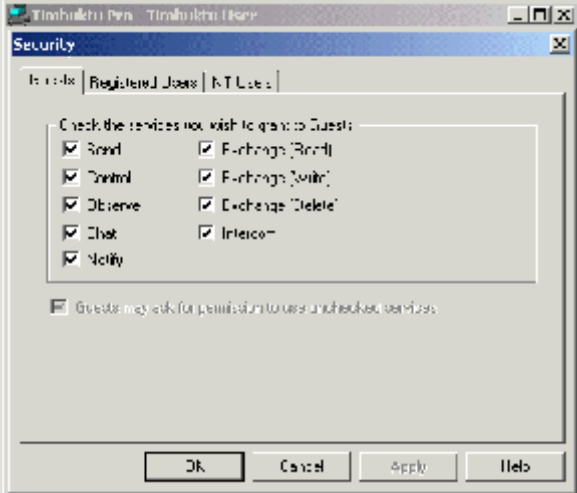 Timbuktu Pro - Timbuktu User
Security
Guests Registered Users NT Users
Check the services you wish to grant to Guests
Send Exchange (Read)
Control Exchange (Write)
Observe Exchange (Delete)
Chat Intercom
Notify
Guests may ask for permission to use unchecked services
OK Cancel Apply Help